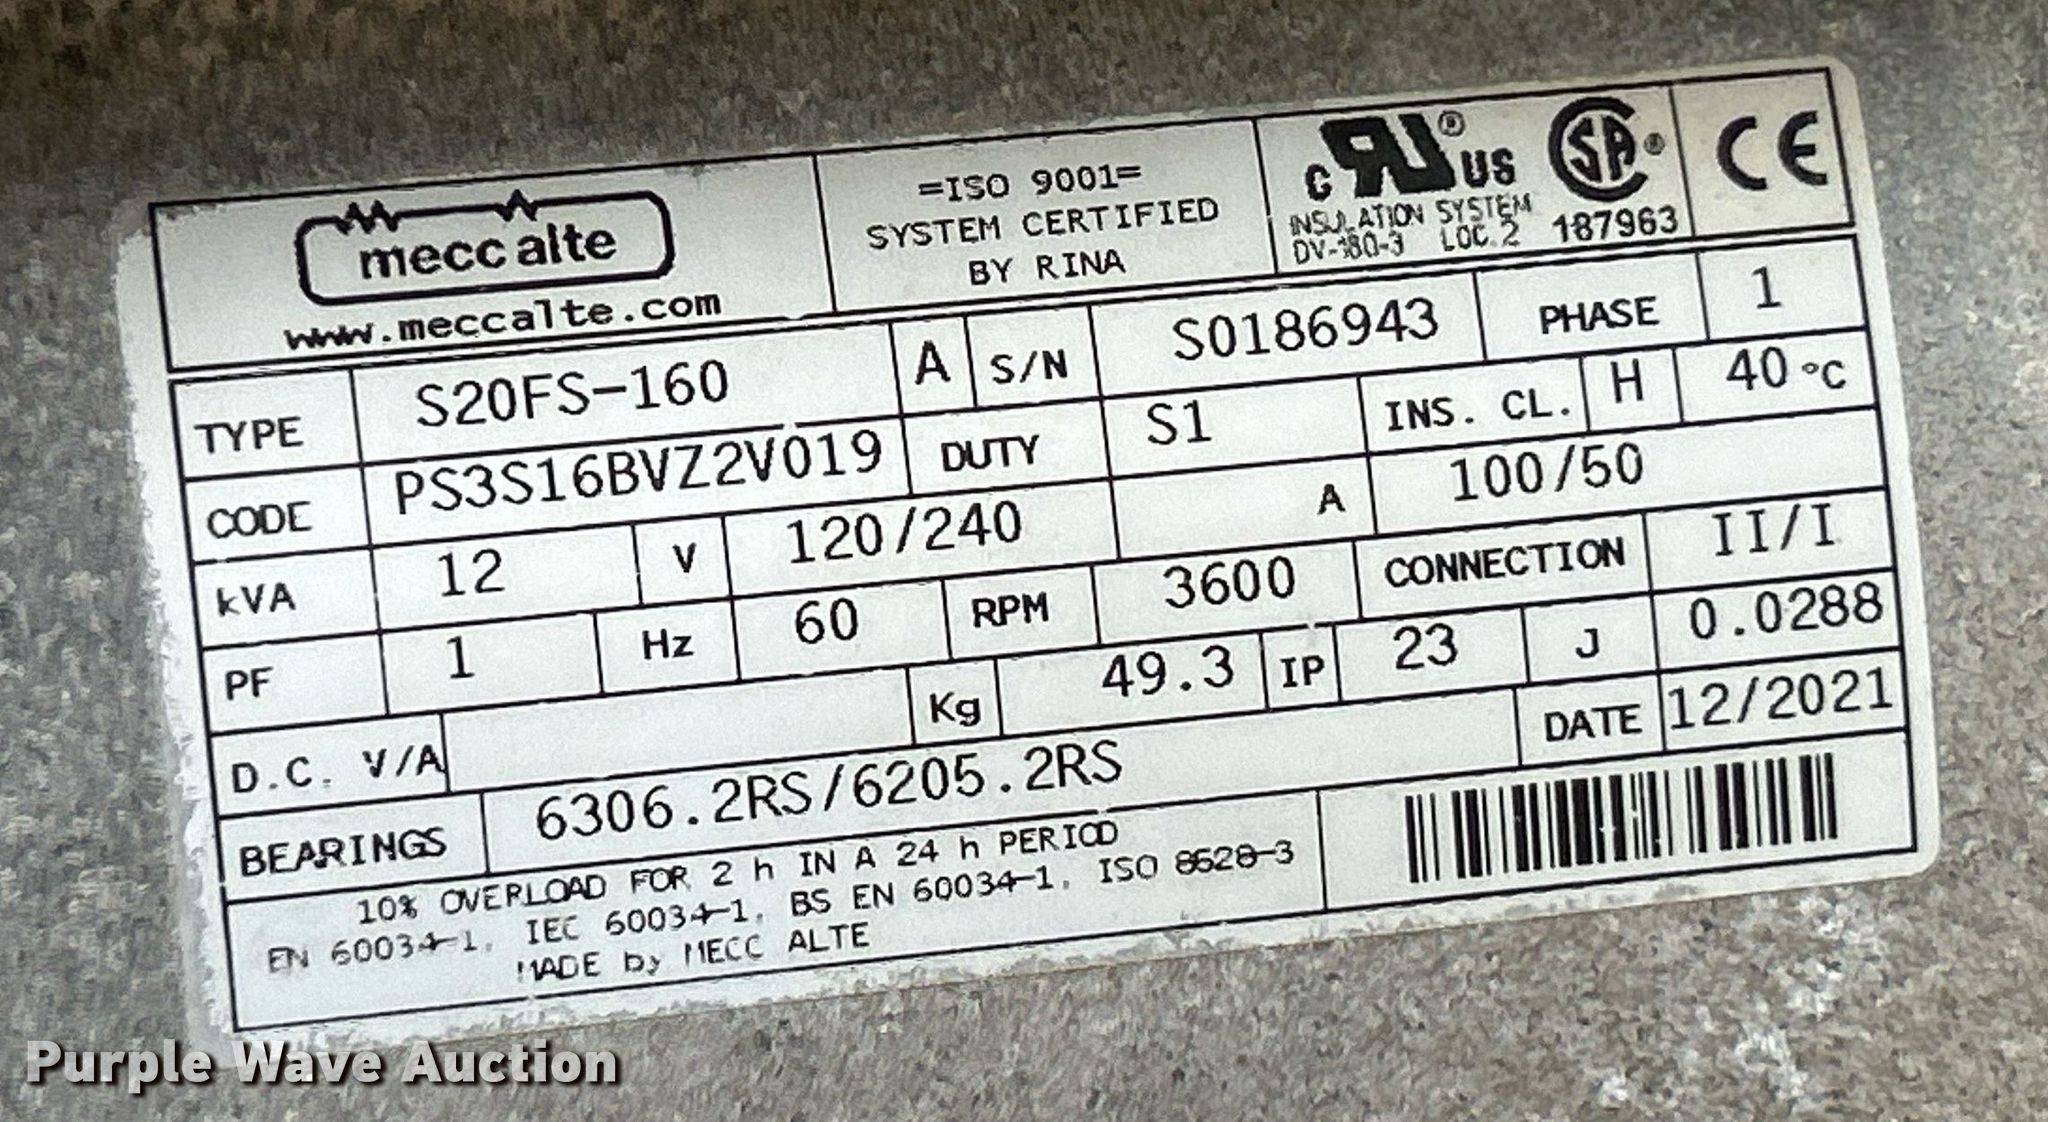 meccalte
www.meccalte.com
=ISO 9001=
SYSTEM CERTIFIED
BY RINA
c RU ® US
INSULATION SYSTEM
DV-180-3 LOC.2
SA ®
187963
CE
TYPE S20FS-160 A S/N S0186943 PHASE 1
CODE PS3S16BVZ2V019 DUTY S1 INS. CL. H 40 °C
kVA 12 V 120/240 A 100/50
PF 1 Hz 60 RPM 3600 CONNECTION II/I
D.C. V/A Kg 49.3 IP 23 J 0.0288
BEARINGS 6306.2RS/6205.2RS DATE 12/2021
10% OVERLOAD FOR 2 h IN A 24 h PERIOD
EN 60034-1, IEC 60034-1, BS EN 60034-1, ISO 8528-3
MADE by MECC ALTE
Purple Wave Auction